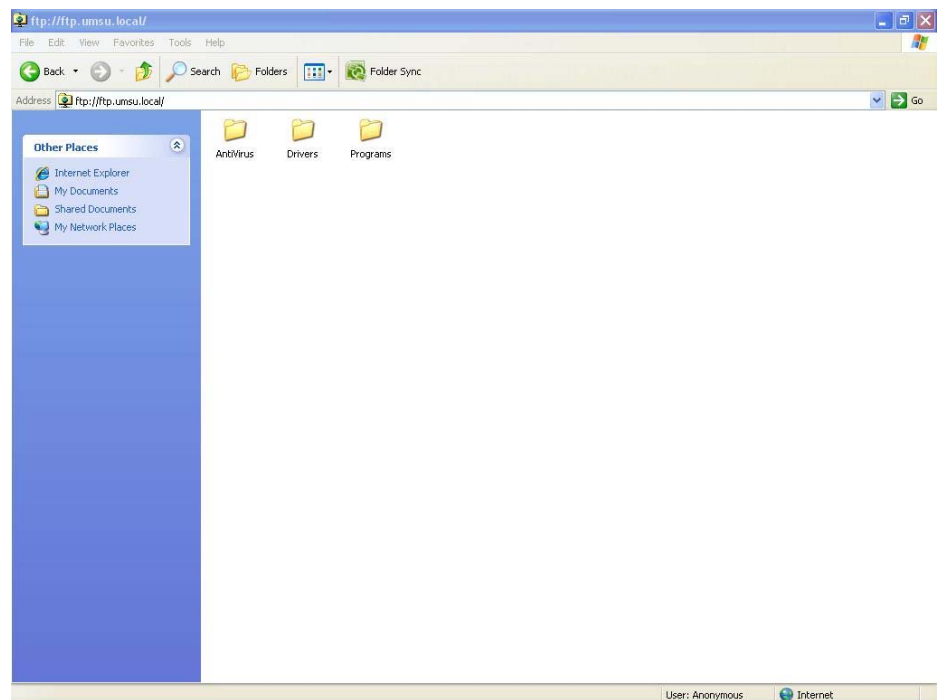 ftp://ftp.umsu.local/
File Edit View Favorites Tools Help
Back Search Folders Folder Sync
Address ftp://ftp.umsu.local/ Go
Other Places
Internet Explorer
My Documents
Shared Documents
My Network Places
AntiVirus Drivers Programs
User: Anonymous Internet